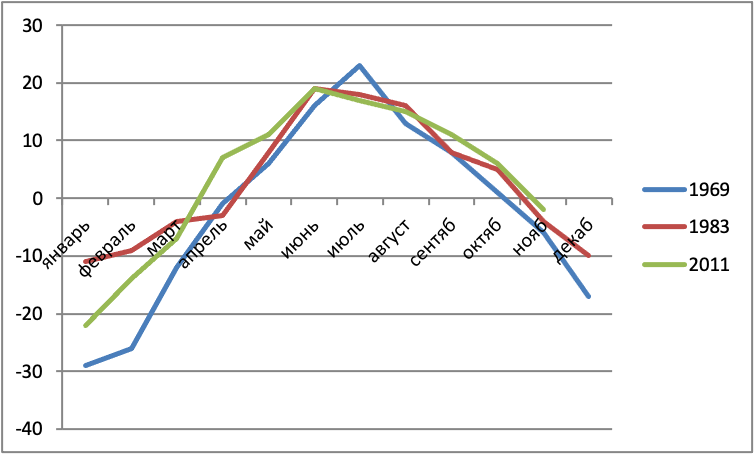 30
20
10
0
-10
-20
-30
-40
январь
февраль
март
апрель
май
июнь
июль
август
сентяб
октяб
нояб
декаб
1969
1983
2011